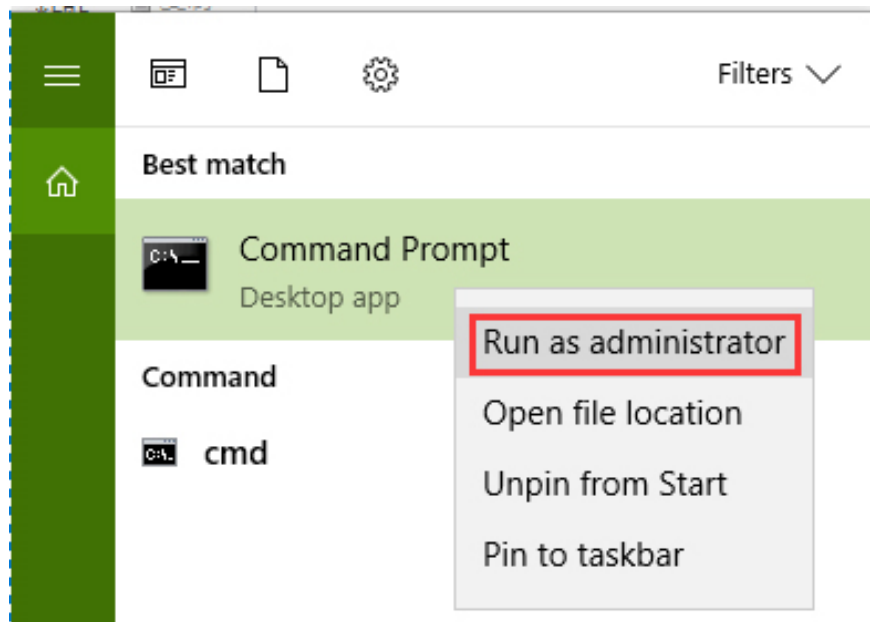 Filters
Best match
C:\_
Command Prompt
Desktop app
Run as administrator
Command
Open file location
C:\_
cmd
Unpin from Start
Pin to taskbar